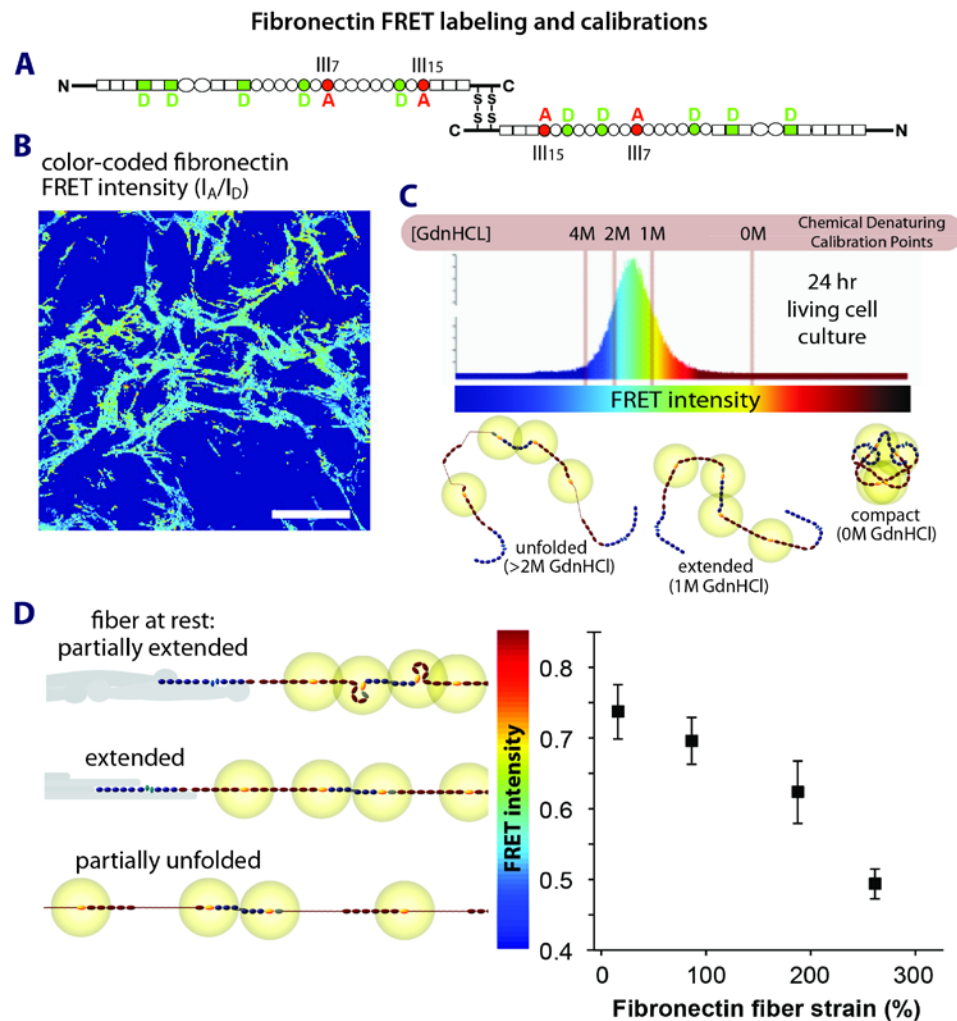 Fibronectin FRET labeling and calibrations
A
III7 III15
N C
D D D D A D A
S S
S S
C N
A D D A D D D
III15 III7
B
color-coded fibronectin
FRET intensity (IA/ID)
C
[GdnHCL] 4M 2M 1M 0M Chemical Denaturing
Calibration Points
24 hr
living cell
culture
FRET intensity
unfolded
(>2M GdnHCl)
extended
(1M GdnHCl)
compact
(0M GdnHCl)
D
fiber at rest:
partially extended
extended
partially unfolded
FRET intensity
0.8
0.7
0.6
0.5
0.4
0 100 200 300
Fibronectin fiber strain (%)